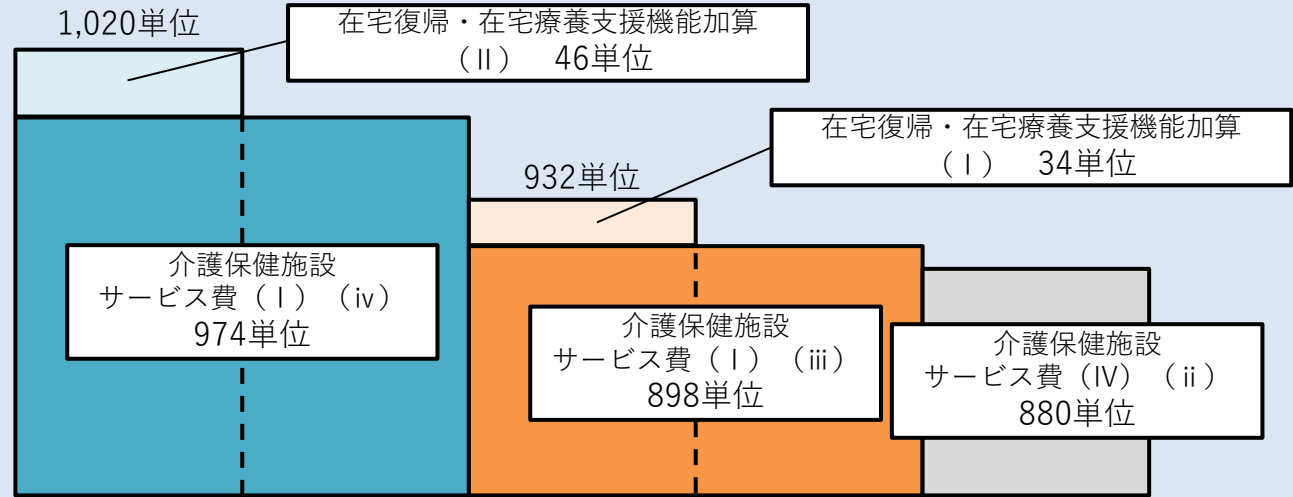 1,020単位
在宅復帰・在宅療養支援機能加算
（Ⅱ）　46単位
在宅復帰・在宅療養支援機能加算
（Ⅰ）　34単位
932単位
介護保健施設
サービス費（Ⅰ）（ⅳ）
974単位
介護保健施設
サービス費（Ⅰ）（ⅲ）
898単位
介護保健施設
サービス費（Ⅳ）（ⅱ）
880単位